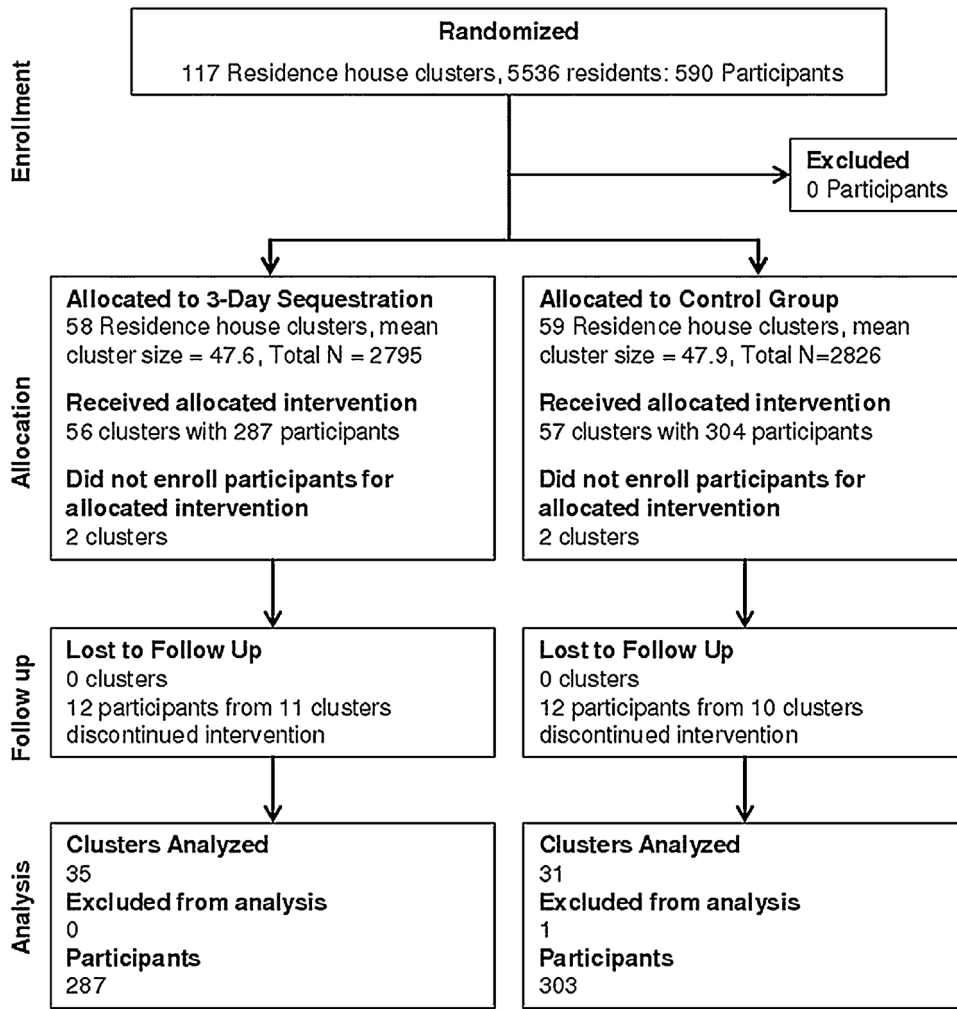 Enrollment
Randomized
117 Residence house clusters, 5536 residents: 590 Participants
Excluded
0 Participants
Allocation
Allocated to 3-Day Sequestration
58 Residence house clusters, mean
cluster size = 47.6, Total N = 2795
Received allocated intervention
56 clusters with 287 participants
Did not enroll participants for
allocated intervention
2 clusters
Allocated to Control Group
59 Residence house clusters, mean
cluster size = 47.9, Total N=2826
Received allocated intervention
57 clusters with 304 participants
Did not enroll participants for
allocated intervention
2 clusters
Follow up
Lost to Follow Up
0 clusters
12 participants from 11 clusters
discontinued intervention
Lost to Follow Up
0 clusters
12 participants from 10 clusters
discontinued intervention
Analysis
Clusters Analyzed
35
Excluded from analysis
0
Participants
287
Clusters Analyzed
31
Excluded from analysis
1
Participants
303